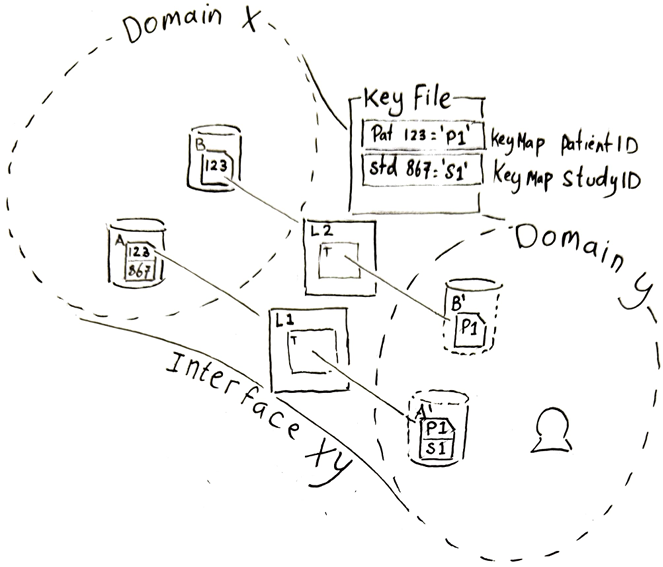 Domain X
Key File
Pat 123='P1'
KeyMap patientID
Std 867='S1'
KeyMap StudyID
B
123
A
123
867
L2
T
Domain y
B'
P1
L1
T
Interface Xy
A'
P1
S1